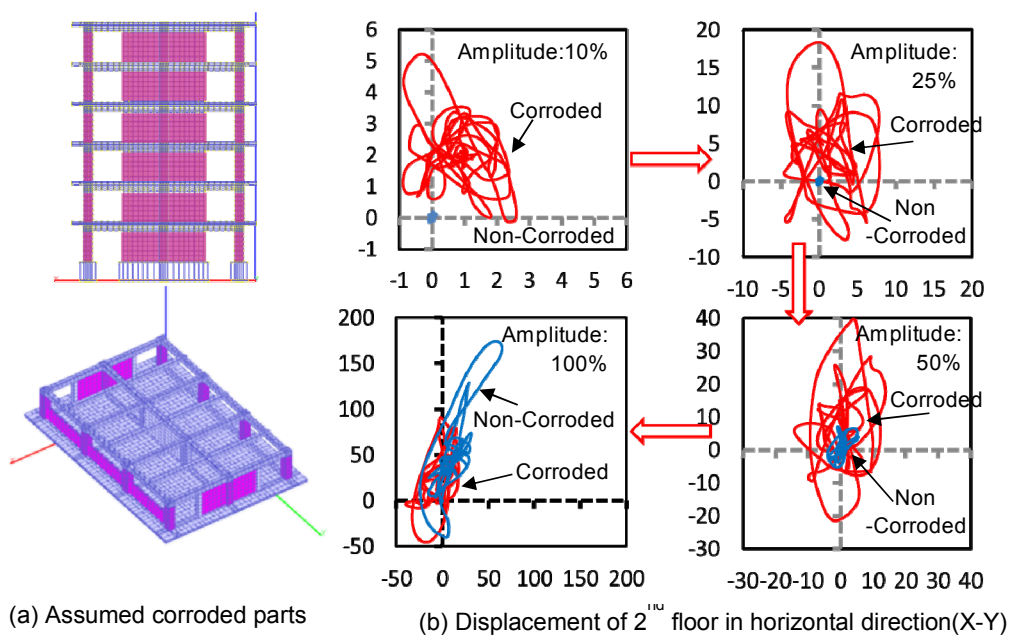 6
5
4
3
2
1
0
-1
-1 0 1 2 3 4 5 6
Amplitude:10%
Corroded
Non-Corroded
20
15
10
5
0
-5
-10
-10 -5 0 5 10 15 20
Amplitude:
25%
Corroded
Non
-Corroded
200
150
100
50
0
-50
-50 0 50 100 150 200
Amplitude:
100%
Non-Corroded
Corroded
40
30
20
10
0
-10
-20
-30
-30-20-10 0 10 20 30 40
Amplitude:
50%
Corroded
Non
-Corroded
(a) Assumed corroded parts
(b) Displacement of 2nd floor in horizontal direction(X-Y)